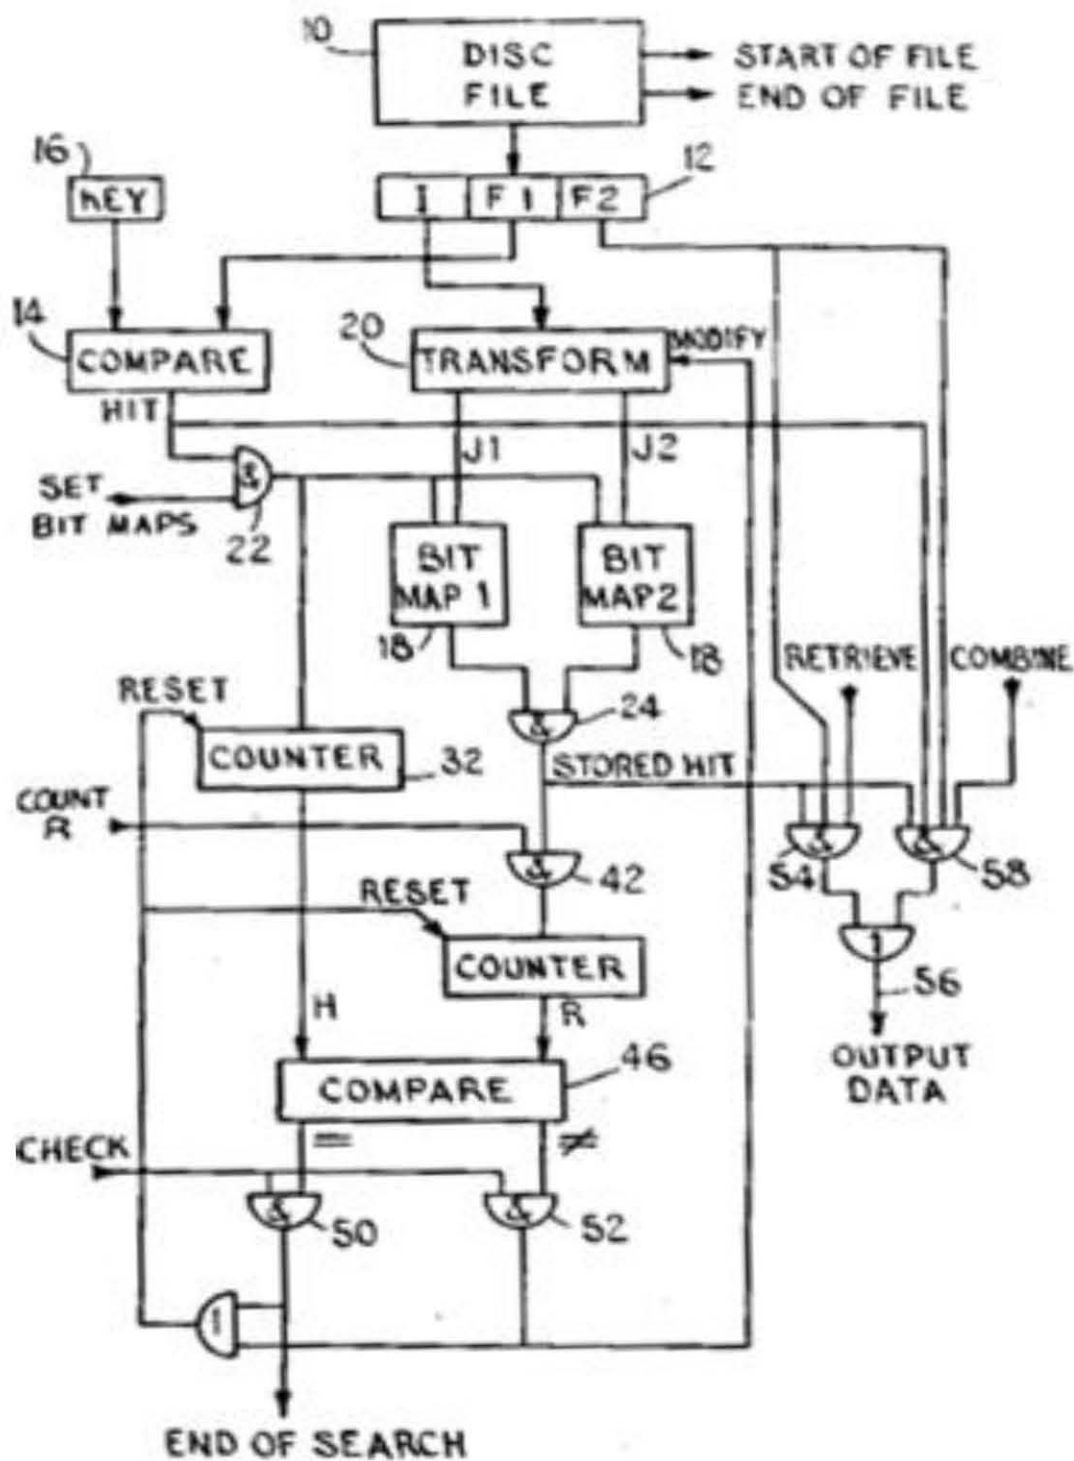 10
DISC
FILE
START OF FILE
END OF FILE
16
KEY
12
I F1 F2
14
COMPARE
20
TRANSFORM
MODIFY
HIT
J1 J2
SET
BIT MAPS
&
22
BIT
MAP 1
BIT
MAP2
18
18
RETRIEVE
COMBINE
RESET
&
24
COUNTER
32
STORED HIT
COUNT
R
&
42
&
54
&
58
RESET
COUNTER
1
56
H
R
OUTPUT
DATA
COMPARE
46
=
≠
CHECK
&
50
&
52
1
END OF SEARCH